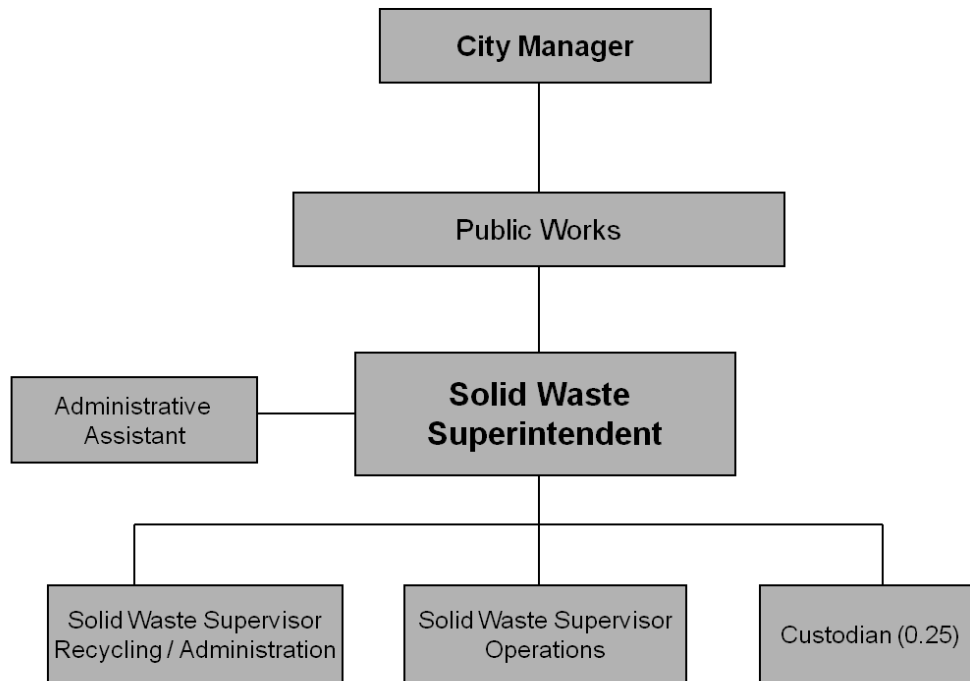 City Manager
Public Works
Solid Waste
Superintendent
Administrative
Assistant
Solid Waste Supervisor
Recycling / Administration
Solid Waste Supervisor
Operations
Custodian (0.25)